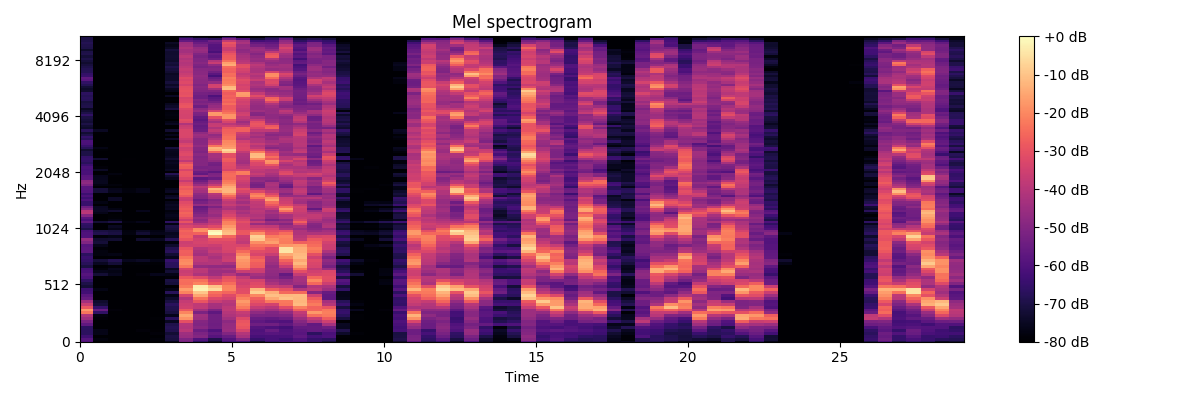 Mel spectrogram
Hz
8192
4096
2048
1024
512
0
0 5 10 15 20 25
Time
+0 dB
-10 dB
-20 dB
-30 dB
-40 dB
-50 dB
-60 dB
-70 dB
-80 dB